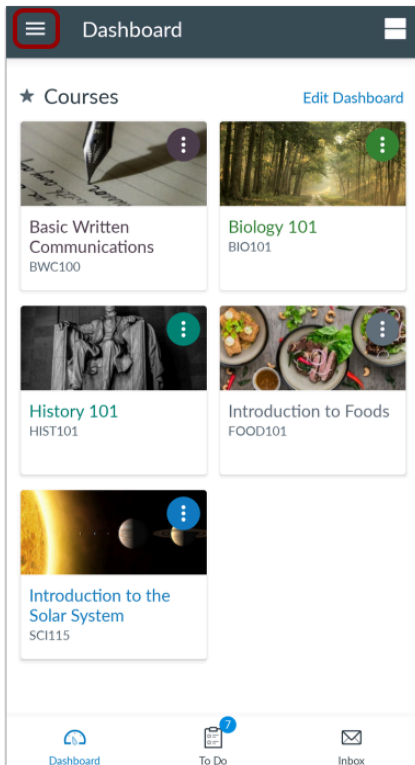 Dashboard
Courses
Edit Dashboard
Basic Written
Communications
BWC100
Biology 101
BIO101
History 101
HIST101
Introduction to Foods
FOOD101
Introduction to the
Solar System
SCI115
7
Dashboard
To Do
Inbox